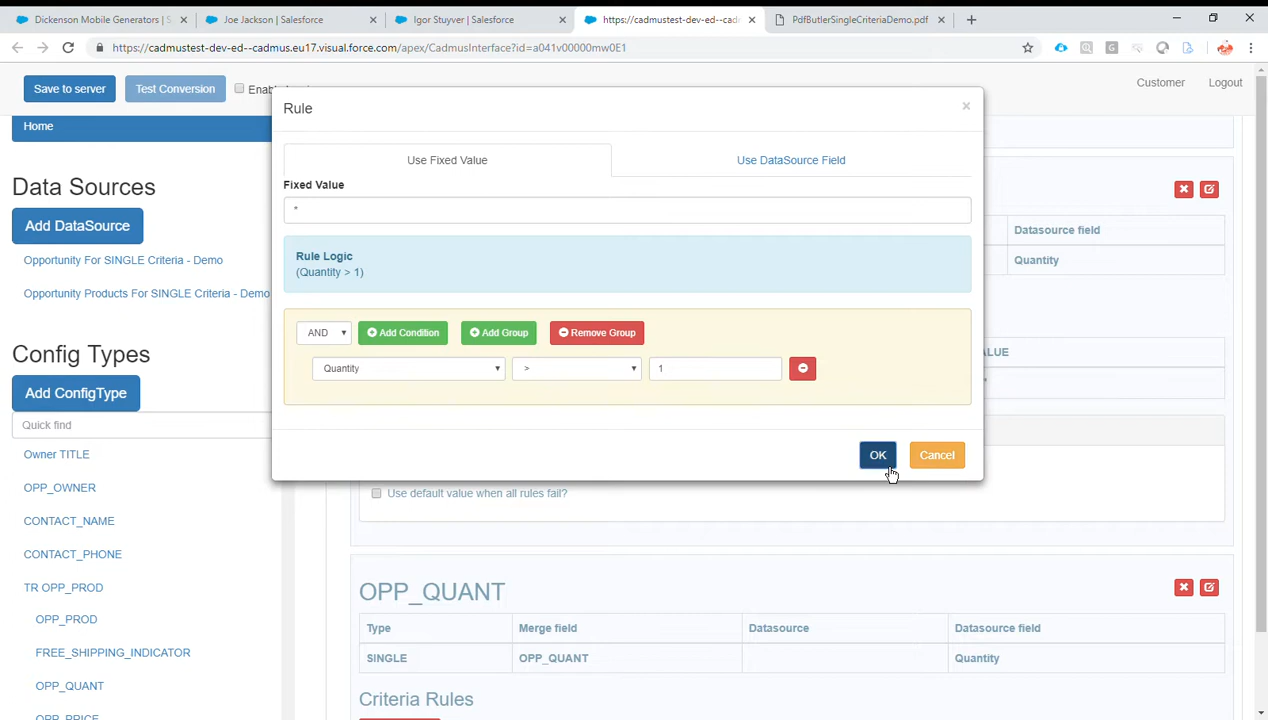 Dickenson Mobile Generators | S
Joe Jackson | Salesforce
Igor Stuyver | Salesforce
https://cadmustest-dev-ed--cadm
PdfButlerSingleCriteriaDemo.pdf
https://cadmustest-dev-ed--cadmus.eu17.visual.force.com/apex/CadmusInterface?id=a041v00000mw0E1
Save to server
Test Conversion
Customer
Logout
Home
Rule
Use Fixed Value
Use DataSource Field
Fixed Value
*
Rule Logic
(Quantity > 1)
AND
Add Condition
Add Group
Remove Group
Quantity
>
1
OK
Cancel
Data Sources
Add DataSource
Opportunity For SINGLE Criteria - Demo
Opportunity Products For SINGLE Criteria - Demo
Config Types
Add ConfigType
Quick find
Owner TITLE
OPP_OWNER
CONTACT_NAME
CONTACT_PHONE
TR OPP_PROD
OPP_PROD
FREE_SHIPPING_INDICATOR
OPP_QUANT
OPP_PRICE
Datasource field
Quantity
Use default value when all rules fail?
OPP_QUANT
Type Merge field Datasource Datasource field
SINGLE OPP_QUANT Quantity
Criteria Rules